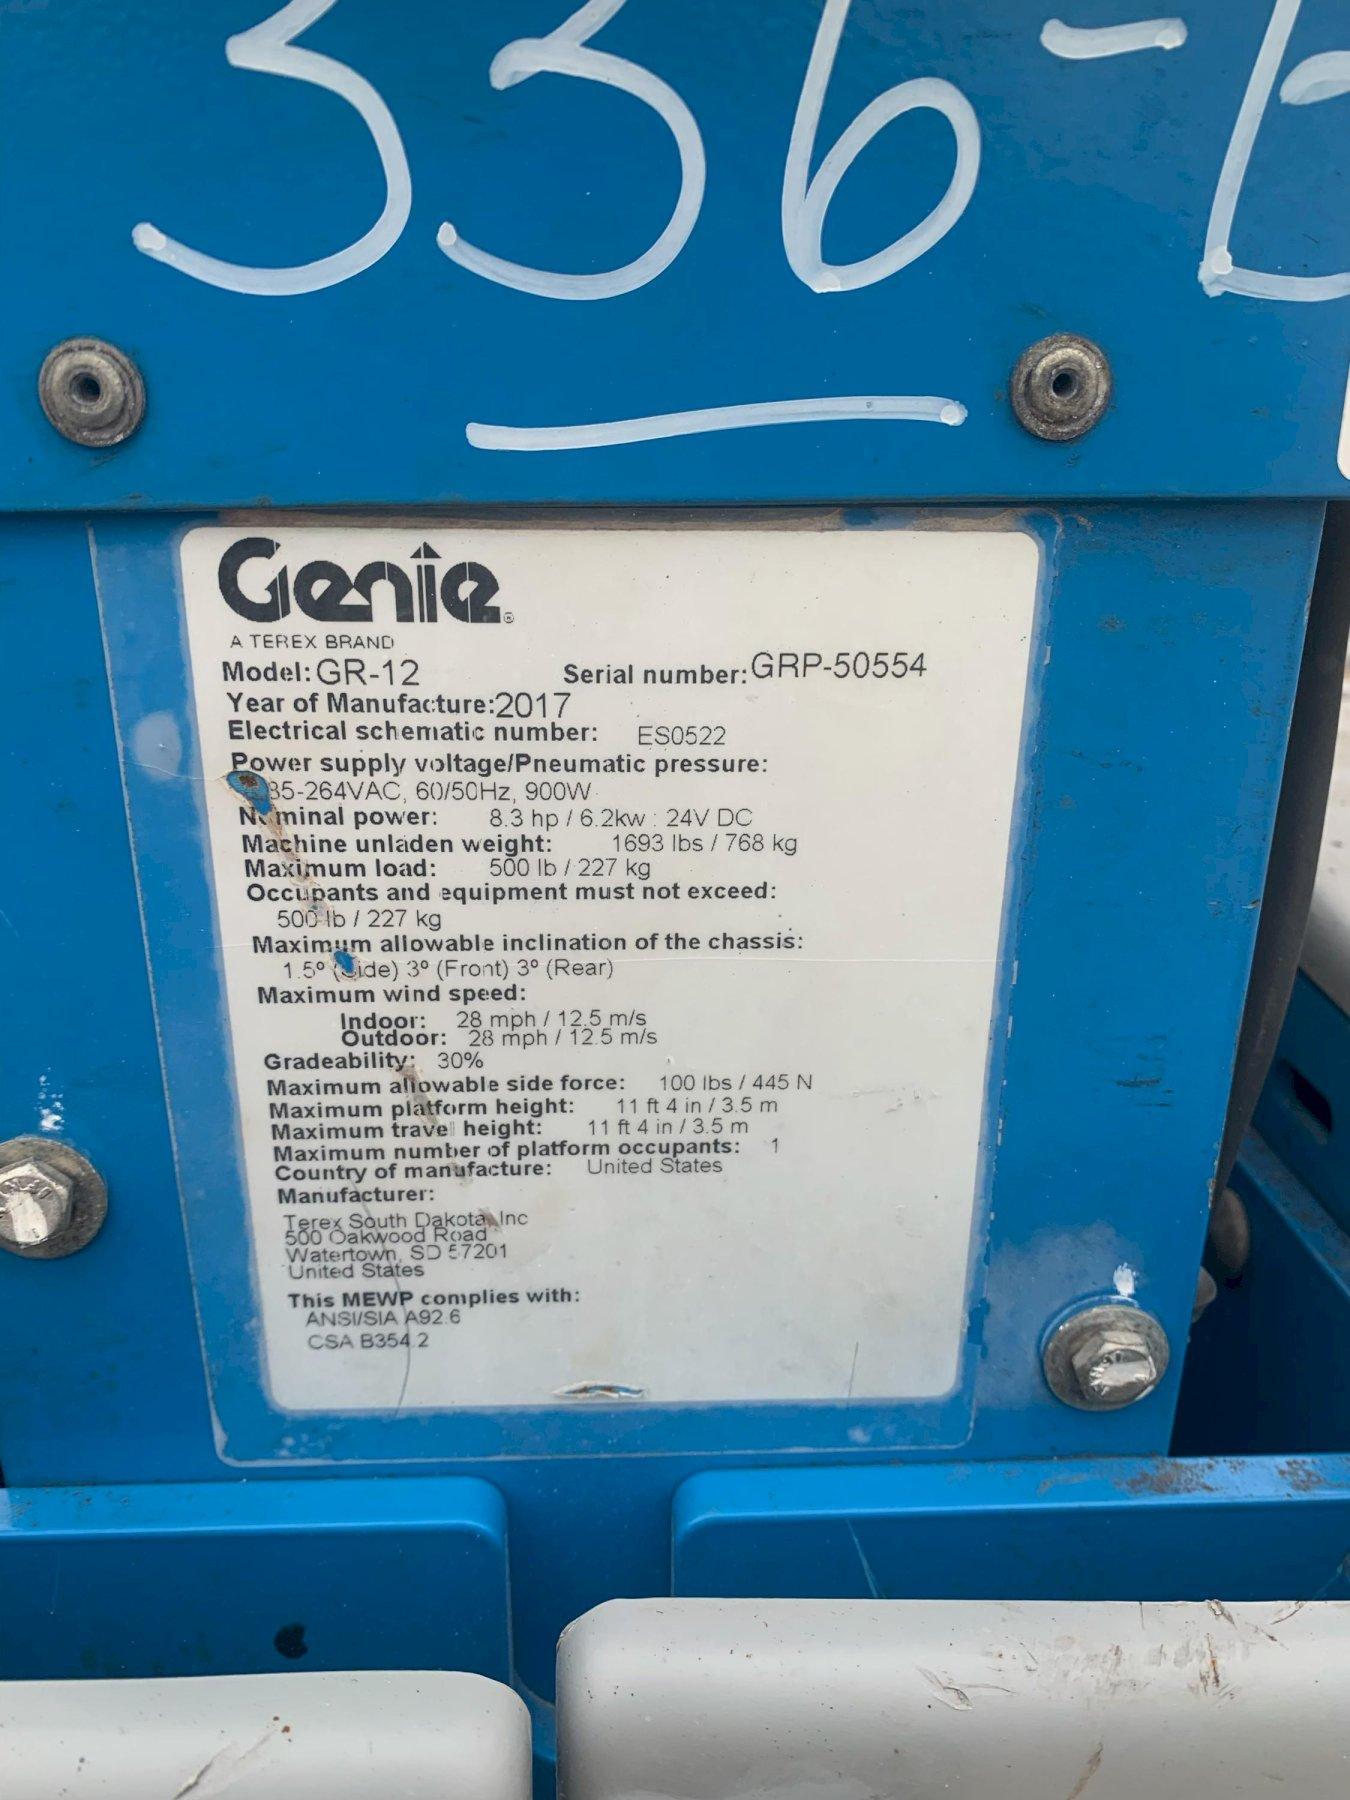 336-E
Genie®
A TEREX BRAND
Model: GR-12 Serial number: GRP-50554
Year of Manufacture: 2017
Electrical schematic number: ES0522
Power supply voltage/Pneumatic pressure:
85-264VAC, 60/50Hz, 900W
Nominal power: 8.3 hp / 6.2kw : 24V DC
Machine unladen weight: 1693 lbs / 768 kg
Maximum load: 500 lb / 227 kg
Occupants and equipment must not exceed:
500 lb / 227 kg
Maximum allowable inclination of the chassis:
1.5º (Side) 3º (Front) 3º (Rear)
Maximum wind speed:
Indoor: 28 mph / 12.5 m/s
Outdoor: 28 mph / 12.5 m/s
Gradeability: 30%
Maximum allowable side force: 100 lbs / 445 N
Maximum platform height: 11 ft 4 in / 3.5 m
Maximum travel height: 11 ft 4 in / 3.5 m
Maximum number of platform occupants: 1
Country of manufacture: United States
Manufacturer:
Terex South Dakota, Inc
500 Oakwood Road
Watertown, SD 57201
United States
This MEWP complies with:
ANSI/SIA A92.6
CSA B354.2